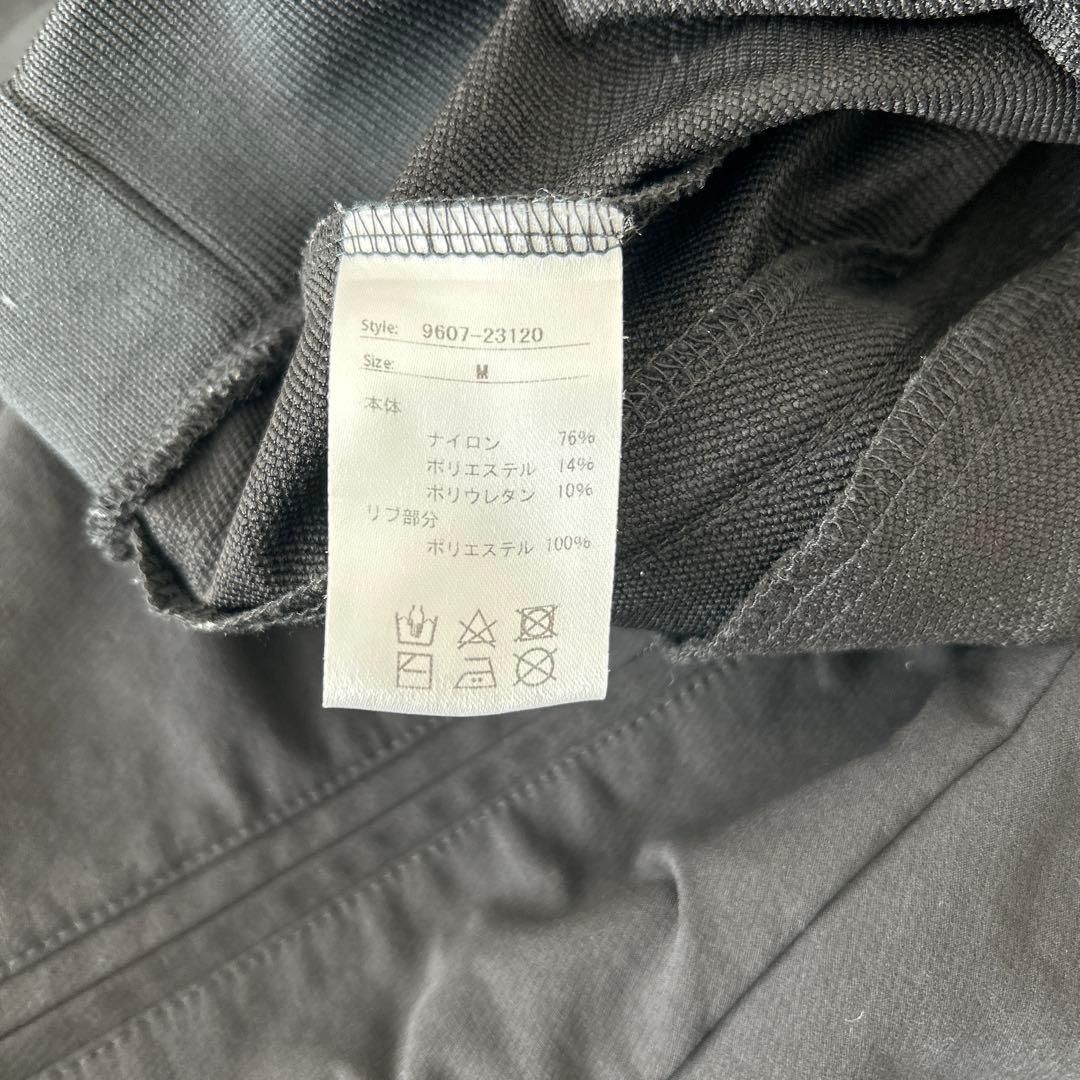 Style: 9607-23120
Size: M
本体
ナイロン 76%
ポリエステル 14%
ポリウレタン 10%
リブ部分
ポリエステル 100%